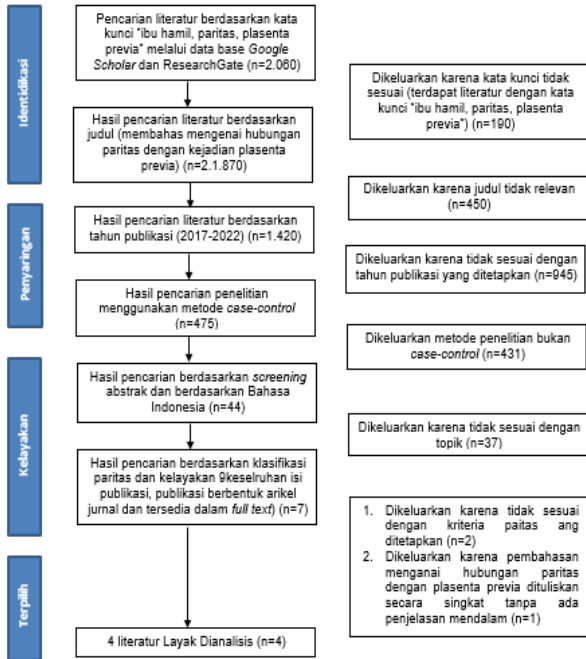 Identidikasi
Pencarian literatur berdasarkan kata
kunci "ibu hamil, paritas, plasenta
previa" melalui data base Google
Scholar dan ResearchGate (n=2.060)
Dikeluarkan karena kata kunci tidak
sesuai (terdapat literatur dengan kata
kunci "ibu hamil, paritas, plasenta
previa") (n=190)
Hasil pencarian literatur berdasarkan
judul (membahas mengenai hubungan
paritas dengan kejadian plasenta
previa) (n=2.1.870)
Dikeluarkan karena judul tidak relevan
(n=450)
Penyaringan
Hasil pencarian literatur berdasarkan
tahun publikasi (2017-2022) (n=1.420)
Dikeluarkan karena tidak sesuai dengan
tahun publikasi yang ditetapkan (n=945)
Hasil pencarian penelitian
menggunakan metode case-control
(n=475)
Dikeluarkan metode penelitian bukan
case-control (n=431)
Kelayakan
Hasil pencarian berdasarkan screening
abstrak dan berdasarkan Bahasa
Indonesia (n=44)
Dikeluarkan karena tidak sesuai dengan
topik (n=37)
Hasil pencarian berdasarkan klasifikasi
paritas dan kelayakan 9keselruhan isi
publikasi, publikasi berbentuk arikel
jurnal dan tersedia dalam full text) (n=7)
1. Dikeluarkan karena tidak sesuai
dengan kriteria paitas ang
ditetapkan (n=2)
2. Dikeluarkan karena pembahasan
menganai hubungan paritas
dengan plasenta previa dituliskan
secara singkat tanpa ada
penjelasan mendalam (n=1)
Terpilih
4 literatur Layak Dianalisis (n=4)